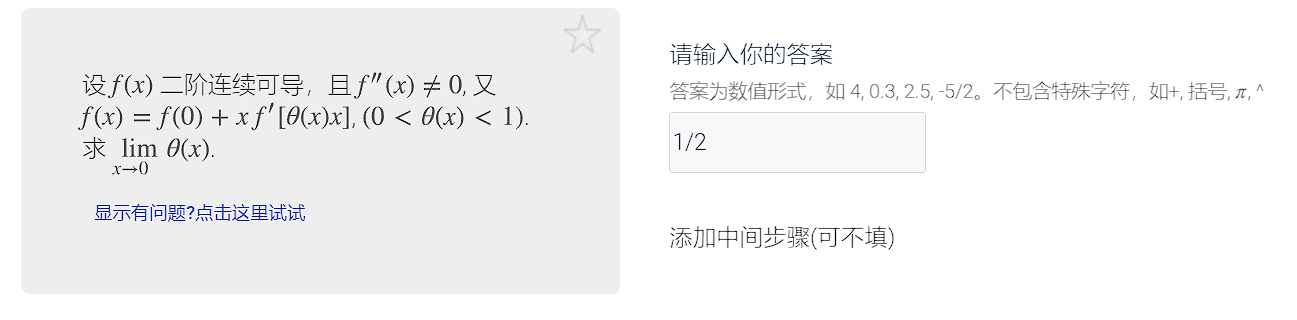 设 f(x) 二阶连续可导，且 f″(x) ≠ 0, 又
f(x) = f(0) + x f′[θ(x)x], (0 < θ(x) < 1).
求 lim θ(x).
x→0
显示有问题?点击这里试试
请输入你的答案
答案为数值形式，如 4, 0.3, 2.5, -5/2。不包含特殊字符，如+, 括号, π, ^
1/2
添加中间步骤(可不填)